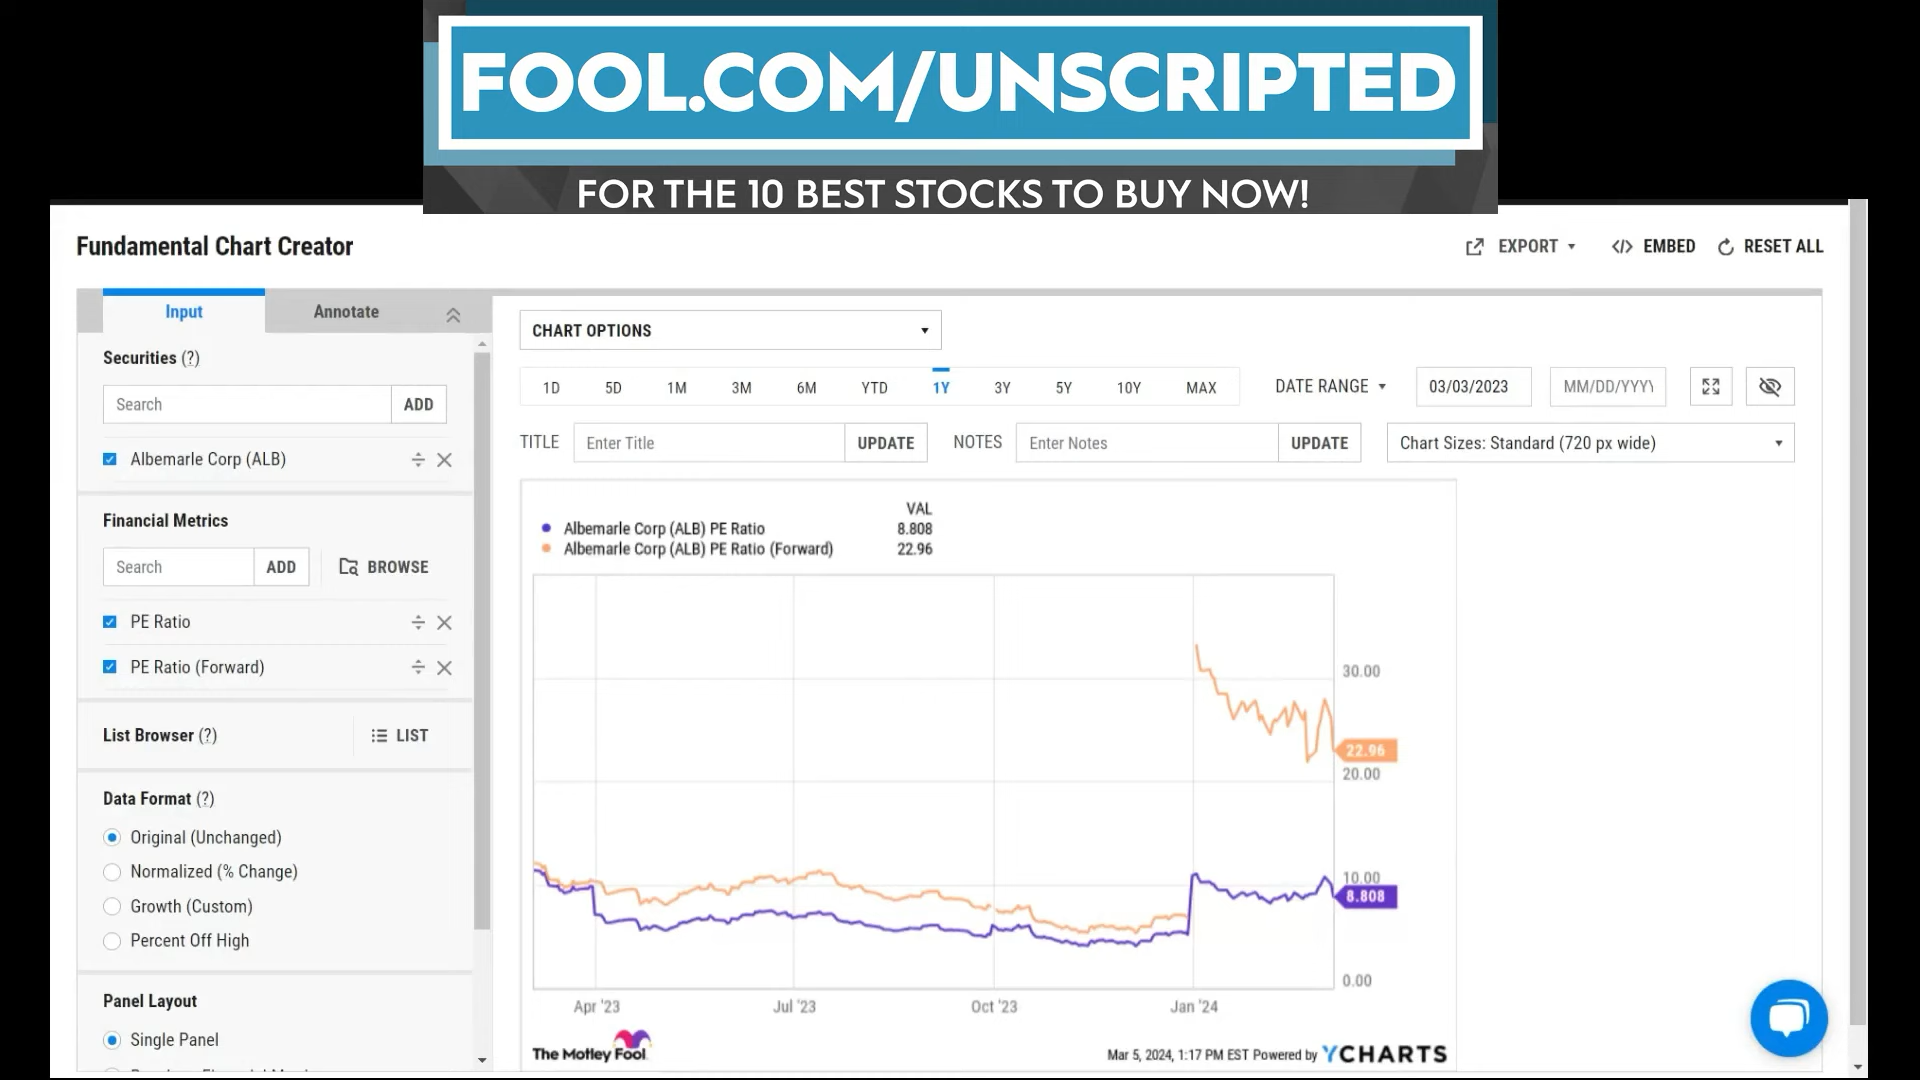 FOOL.COM/UNSCRIPTED
FOR THE 10 BEST STOCKS TO BUY NOW!
Fundamental Chart Creator
EXPORT
</> EMBED
RESET ALL
Input
Annotate
Securities (?)
Search
ADD
Albemarle Corp (ALB)
Financial Metrics
Search
ADD
BROWSE
PE Ratio
PE Ratio (Forward)
List Browser (?)
LIST
Data Format (?)
Original (Unchanged)
Normalized (% Change)
Growth (Custom)
Percent Off High
Panel Layout
Single Panel
CHART OPTIONS
1D 5D 1M 3M 6M YTD 1Y 3Y 5Y 10Y MAX
DATE RANGE
03/03/2023
MM/DD/YYYY
TITLE
Enter Title
UPDATE
NOTES
Enter Notes
UPDATE
Chart Sizes: Standard (720 px wide)
VAL
Albemarle Corp (ALB) PE Ratio 8.808
Albemarle Corp (ALB) PE Ratio (Forward) 22.96
30.00
22.96
20.00
10.00
8.808
0.00
Apr '23 Jul '23 Oct '23 Jan '24
The Motley Fool
Mar 5, 2024, 1:17 PM EST Powered by YCHARTS